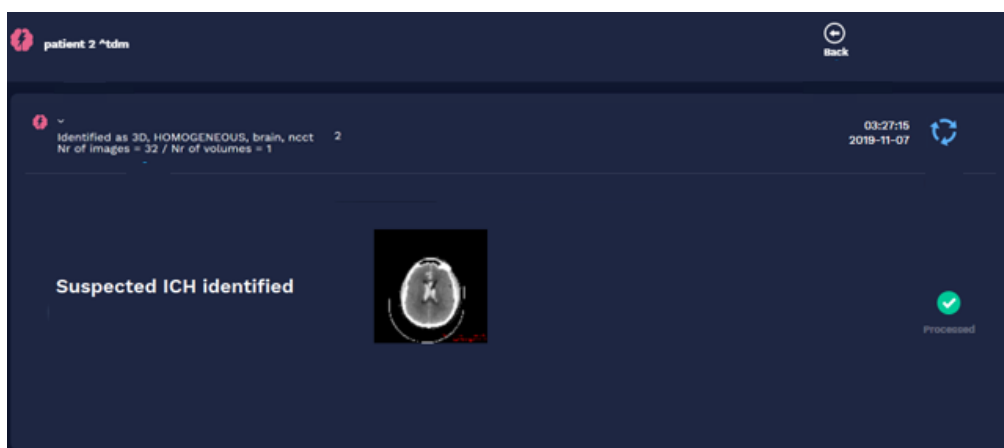 patient 2 ^tdm
Back
Identified as 3D, HOMOGENEOUS, brain, ncct 2
Nr of images = 32 / Nr of volumes = 1
03:27:15
2019-11-07
Suspected ICH identified
Processed